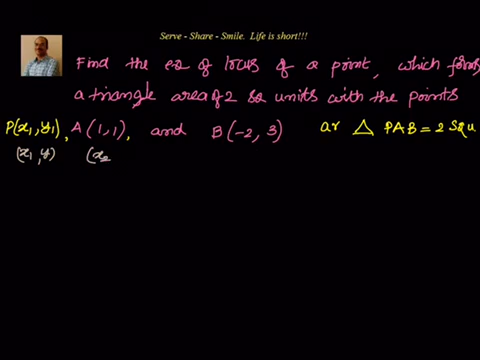 Serve - Share - Smile. Life is short!!!
Find the eq of locus of a point, which forms
a triangle, area of 2 sq units with the points
P(x1, y1), A (1, 1), and B (-2, 3) ar △ PAB = 2 Squ
(x1, y) (x2